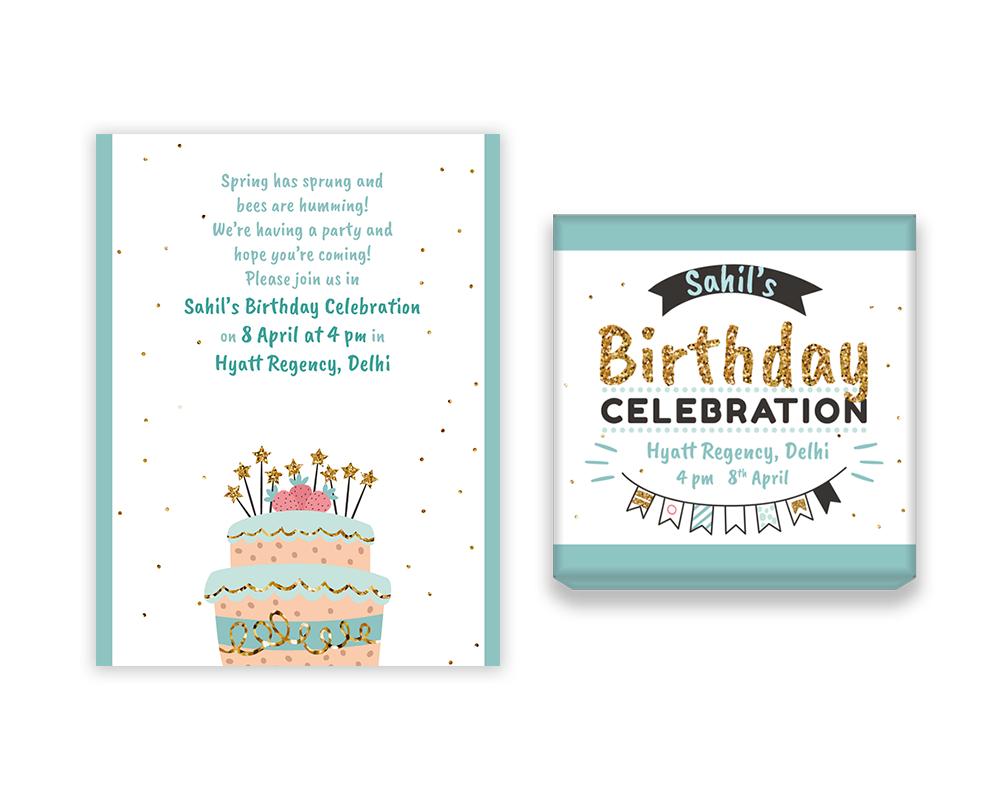 Spring has sprung and
bees are humming!
We're having a party and
hope you're coming!
Please join us in
Sahil's Birthday Celebration
on 8 April at 4 pm in
Hyatt Regency, Delhi
Sahil's
Birthday
CELEBRATION
Hyatt Regency, Delhi
4 pm 8th April